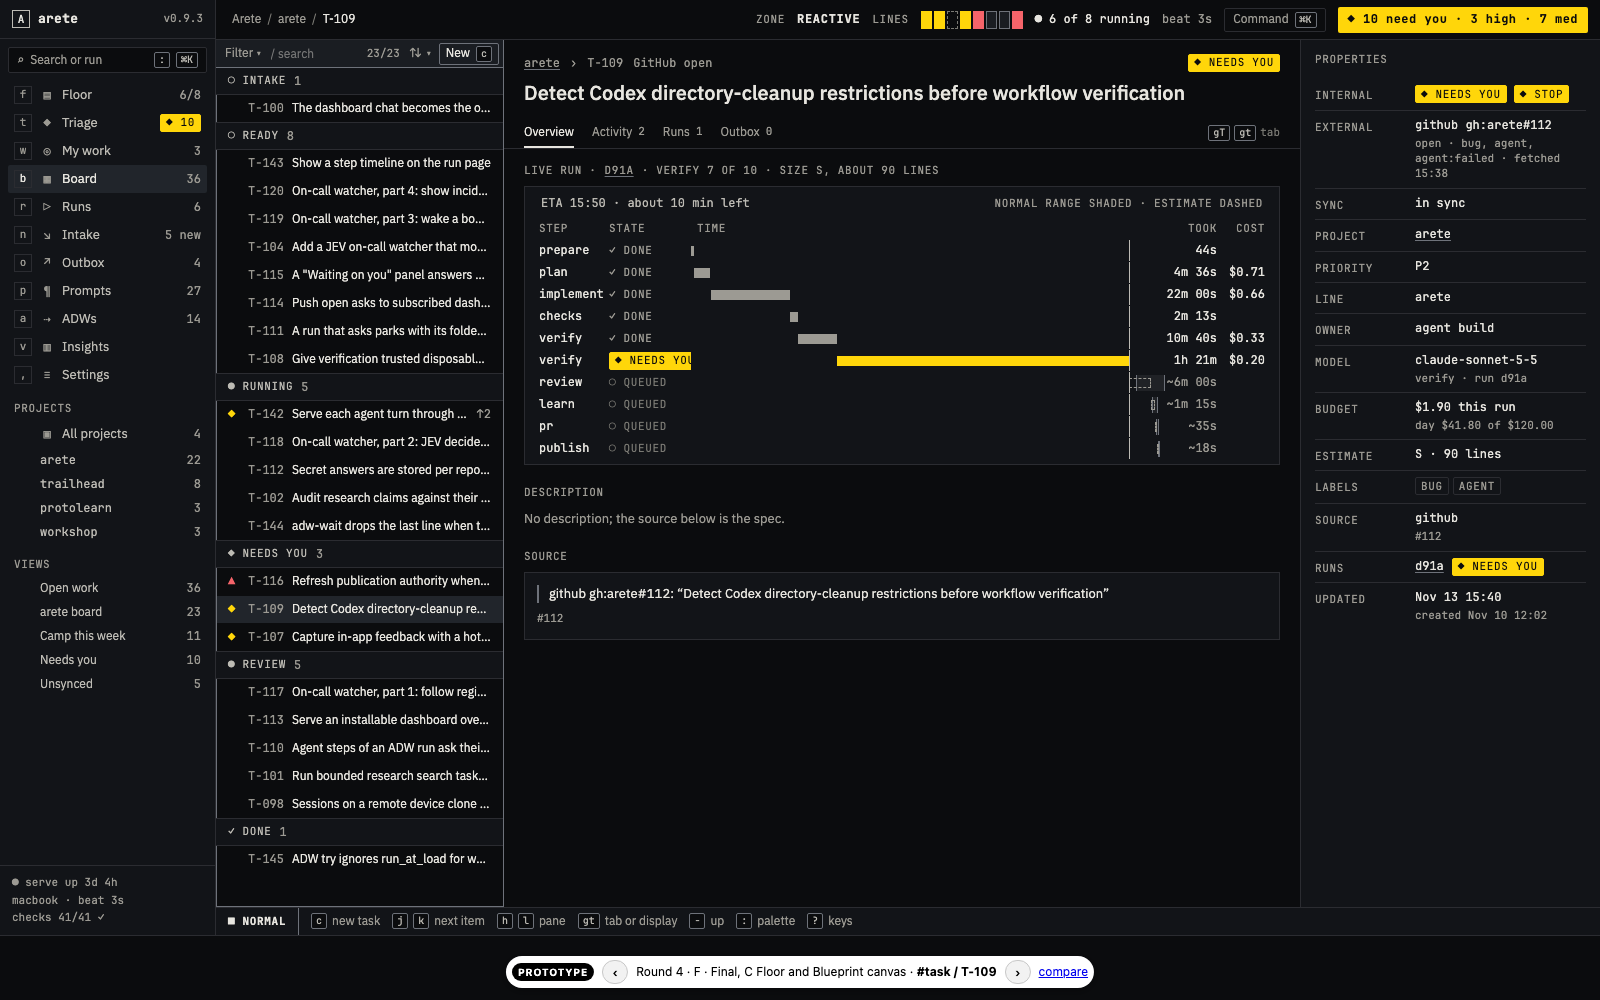 A arete v0.9.3
Arete / arete / T-109
ZONE REACTIVE LINES 6 of 8 running beat 3s Command ⌘K ◆ 10 need you · 3 high · 7 med
Search or run : ⌘K
f Floor 6/8
t Triage ◆ 10
w My work 3
b Board 36
r Runs 6
n Intake 5 new
o Outbox 4
p Prompts 27
a ADWs 14
v Insights
, Settings
PROJECTS
All projects 4
arete 22
trailhead 8
protolearn 3
workshop 3
VIEWS
Open work 36
arete board 23
Camp this week 11
Needs you 10
Unsynced 5
serve up 3d 4h
macbook · beat 3s
checks 41/41 ✓
Filter / search 23/23 New c
INTAKE 1
T-100 The dashboard chat becomes the o…
READY 8
T-143 Show a step timeline on the run page
T-120 On-call watcher, part 4: show incid…
T-119 On-call watcher, part 3: wake a bo…
T-104 Add a JEV on-call watcher that mo…
T-115 A "Waiting on you" panel answers …
T-114 Push open asks to subscribed dash…
T-111 A run that asks parks with its folde…
T-108 Give verification trusted disposabl…
RUNNING 5
T-142 Serve each agent turn through … ↑2
T-118 On-call watcher, part 2: JEV decide…
T-112 Secret answers are stored per repo…
T-102 Audit research claims against their …
T-144 adw-wait drops the last line when t…
NEEDS YOU 3
T-116 Refresh publication authority when…
T-109 Detect Codex directory-cleanup re…
T-107 Capture in-app feedback with a hot…
REVIEW 5
T-117 On-call watcher, part 1: follow regi…
T-113 Serve an installable dashboard ove…
T-110 Agent steps of an ADW run ask thei…
T-101 Run bounded research search task…
T-098 Sessions on a remote device clone …
✓ DONE 1
T-145 ADW try ignores run_at_load for w…
arete › T-109 GitHub open ◆ NEEDS YOU
Detect Codex directory-cleanup restrictions before workflow verification
Overview Activity 2 Runs 1 Outbox 0 gT gt tab
LIVE RUN · D91A · VERIFY 7 OF 10 · SIZE S, ABOUT 90 LINES
ETA 15:50 · about 10 min left NORMAL RANGE SHADED · ESTIMATE DASHED
STEP STATE TIME TOOK COST
prepare ✓ DONE 44s
plan ✓ DONE 4m 36s $0.71
implement ✓ DONE 22m 00s $0.66
checks ✓ DONE 2m 13s
verify ✓ DONE 10m 40s $0.33
verify ◆ NEEDS YOU 1h 21m $0.20
review QUEUED ~6m 00s
learn QUEUED ~1m 15s
pr QUEUED ~35s
publish QUEUED ~18s
DESCRIPTION
No description; the source below is the spec.
SOURCE
github gh:arete#112: “Detect Codex directory-cleanup restrictions before workflow verification”
#112
PROPERTIES
INTERNAL ◆ NEEDS YOU ◆ STOP
EXTERNAL github gh:arete#112
open · bug, agent,
agent:failed · fetched
15:38
SYNC in sync
PROJECT arete
PRIORITY P2
LINE arete
OWNER agent build
MODEL claude-sonnet-5-5
verify · run d91a
BUDGET $1.90 this run
day $41.80 of $120.00
ESTIMATE S · 90 lines
LABELS BUG AGENT
SOURCE github
#112
RUNS d91a ◆ NEEDS YOU
UPDATED Nov 13 15:40
created Nov 10 12:02
NORMAL c new task j k next item h l pane gt tab or display - up : palette ? keys
PROTOTYPE ‹ Round 4 · F · Final, C Floor and Blueprint canvas · #task / T-109 › compare